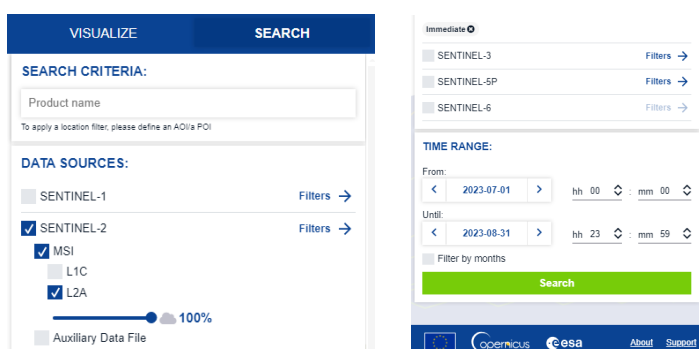 VISUALIZE SEARCH
SEARCH CRITERIA:
Product name
To apply a location filter, please define an AOI/a POI
DATA SOURCES:
SENTINEL-1 Filters
SENTINEL-2 Filters
MSI
L1C
L2A
100%
Auxiliary Data File
Immediate
SENTINEL-3 Filters
SENTINEL-5P Filters
SENTINEL-6 Filters
TIME RANGE:
From:
2023-07-01 hh 00 : mm 00
Until:
2023-08-31 hh 23 : mm 59
Filter by months
Search
opernicus esa About Support